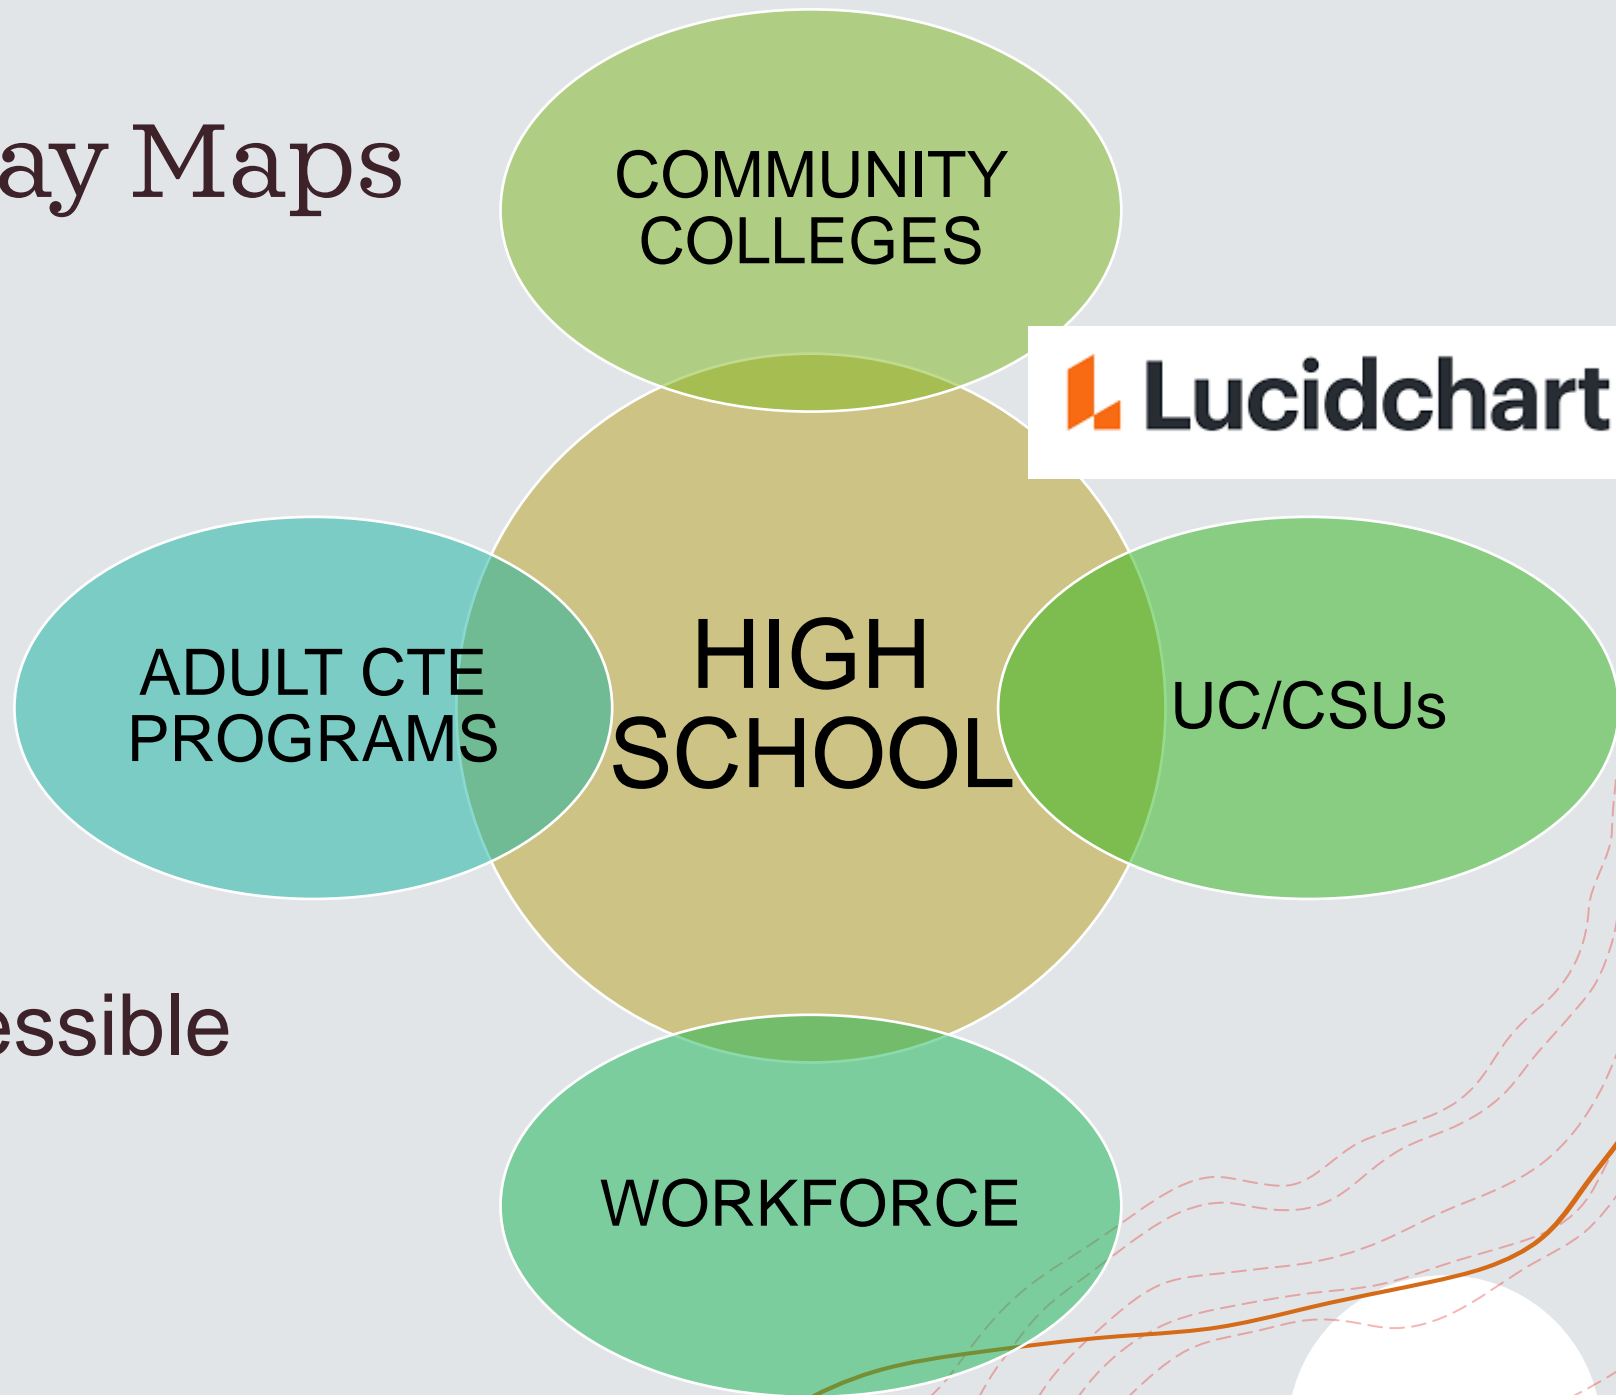 ay Maps
COMMUNITY
COLLEGES
Lucidchart
ADULT CTE
PROGRAMS
HIGH
SCHOOL
UC/CSUs
essible
WORKFORCE